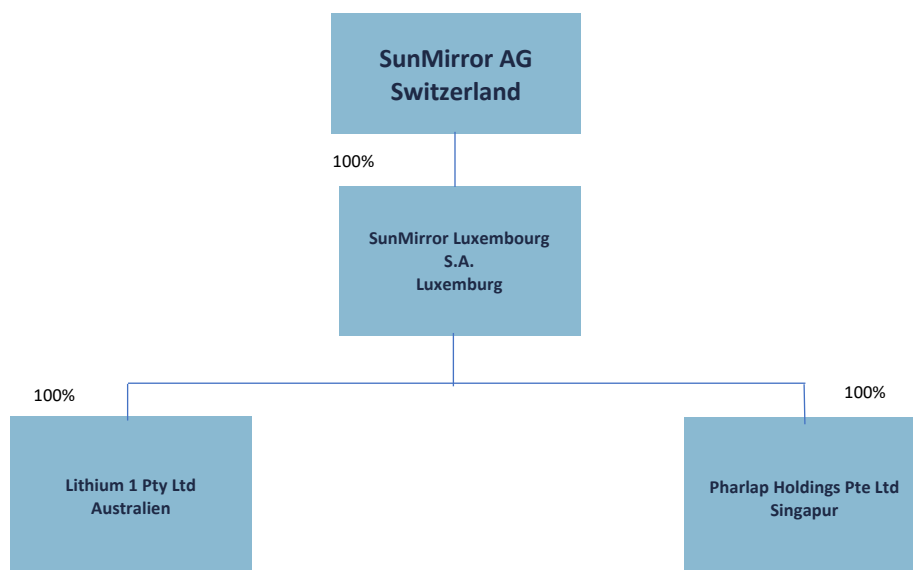 SunMirror AG
Switzerland
100%
SunMirror Luxembourg
S.A.
Luxemburg
100%
100%
Lithium 1 Pty Ltd
Australien
Pharlap Holdings Pte Ltd
Singapur